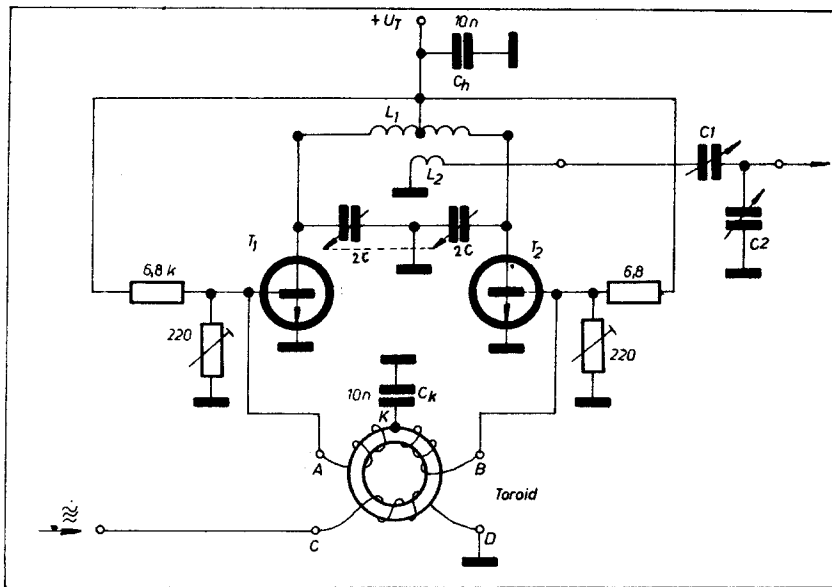 + U_T
10n
C_h
L_1
C1
L_2
C2
T_1
2C
2C
T_2
6,8 k
6,8
220
220
10n
C_k
K
A
B
Toroid
C
D